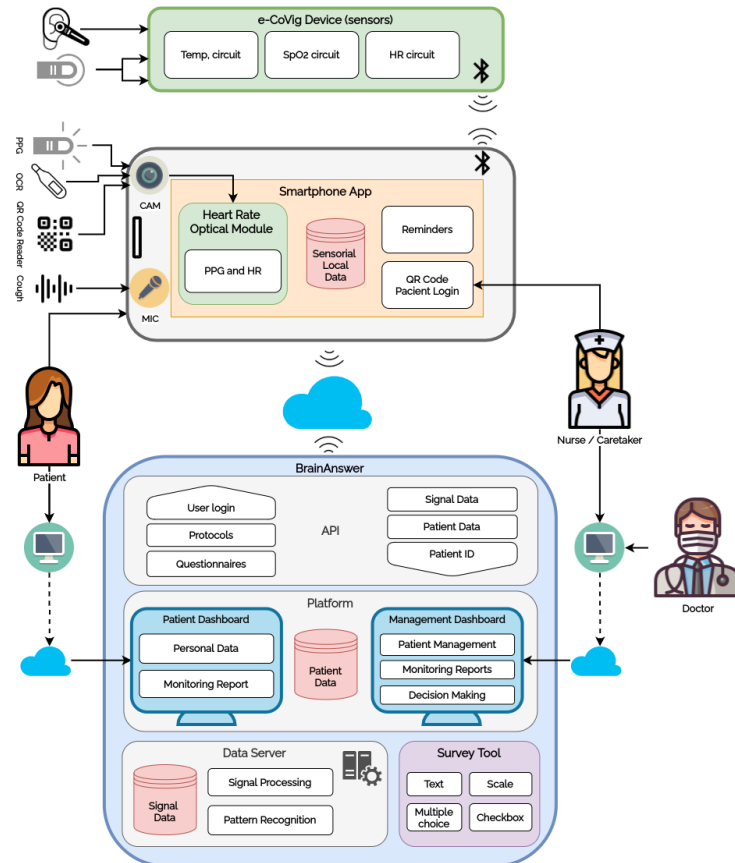 e-CoVig Device (sensors)
Temp, circuit
SpO2 circuit
HR circuit
PPG
OCR
QR Code Reader
Cough
CAM
MIC
Smartphone App
Heart Rate
Optical Module
PPG and HR
Sensorial
Local
Data
Reminders
QR Code
Pacient Login
Patient
Nurse / Caretaker
Doctor
BrainAnswer
API
User login
Protocols
Questionnaires
Signal Data
Patient Data
Patient ID
Platform
Patient Dashboard
Personal Data
Monitoring Report
Patient
Data
Management Dashboard
Patient Management
Monitoring Reports
Decision Making
Data Server
Signal
Data
Signal Processing
Pattern Recognition
Survey Tool
Text
Scale
Multiple
choice
Checkbox